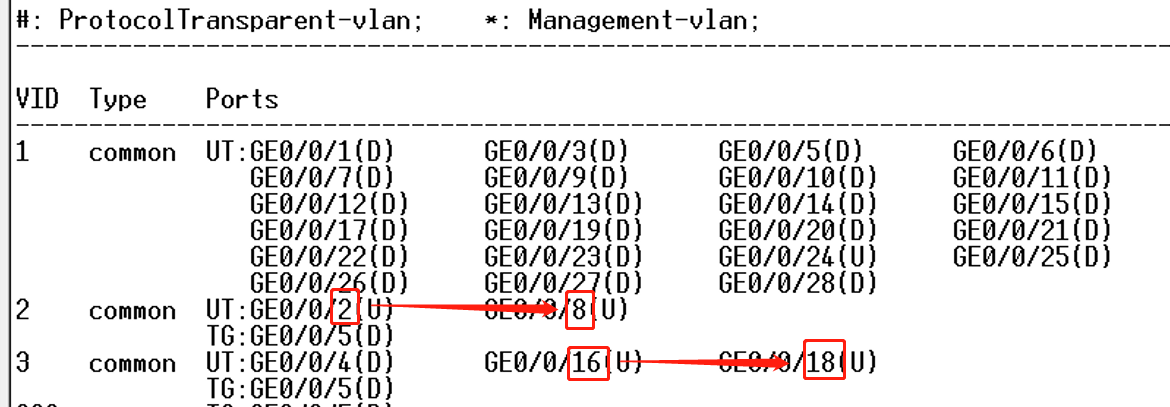 #: ProtocolTransparent-vlan;    *: Management-vlan;
--------------------------------------------------------------------------------
VID  Type    Ports
--------------------------------------------------------------------------------
1    common  UT:GE0/0/1(D)      GE0/0/3(D)      GE0/0/5(D)      GE0/0/6(D)
                GE0/0/7(D)      GE0/0/9(D)      GE0/0/10(D)     GE0/0/11(D)
                GE0/0/12(D)     GE0/0/13(D)     GE0/0/14(D)     GE0/0/15(D)
                GE0/0/17(D)     GE0/0/19(D)     GE0/0/20(D)     GE0/0/21(D)
                GE0/0/22(D)     GE0/0/23(D)     GE0/0/24(U)     GE0/0/25(D)
                GE0/0/26(D)     GE0/0/27(D)     GE0/0/28(D)
2    common  UT:GE0/0/2(U)      GE0/0/8(U)
             TG:GE0/0/5(D)
3    common  UT:GE0/0/4(D)      GE0/0/16(U)     GE0/0/18(U)
             TG:GE0/0/5(D)